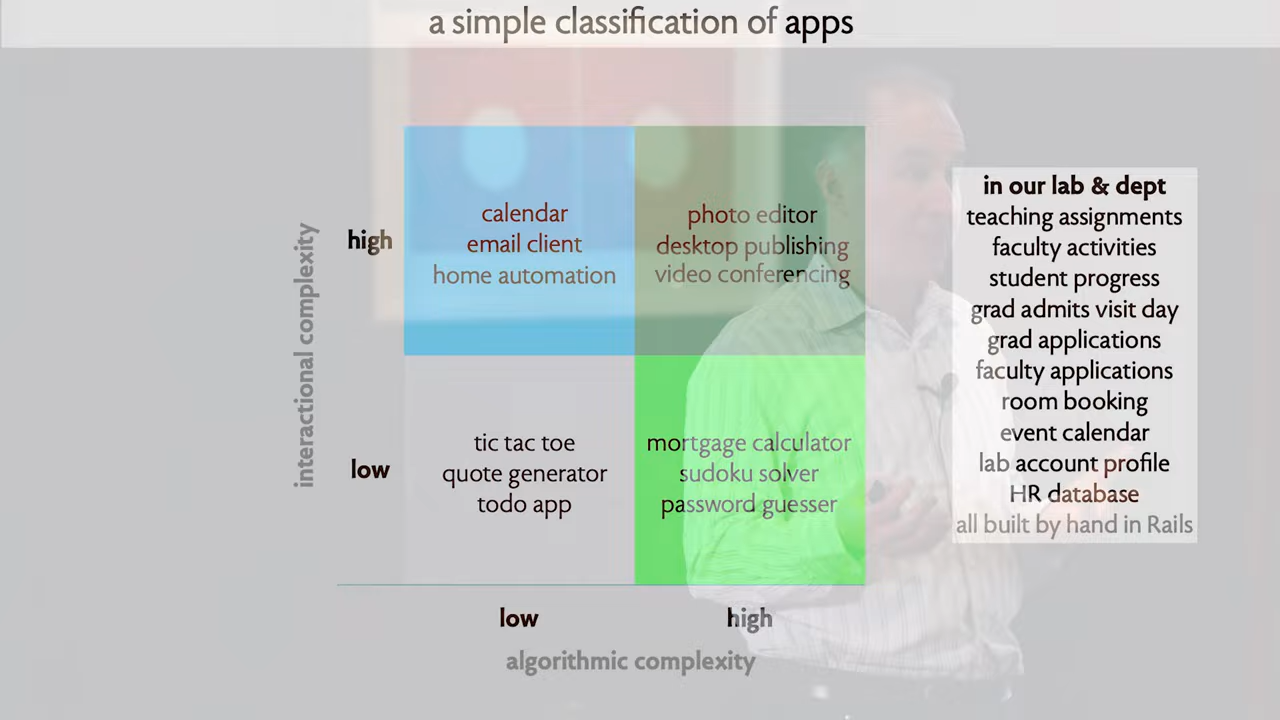 a simple classification of apps
interactional complexity
high
calendar
email client
home automation
photo editor
desktop publishing
video conferencing
low
tic tac toe
quote generator
todo app
mortgage calculator
sudoku solver
password guesser
low
high
algorithmic complexity
in our lab & dept
teaching assignments
faculty activities
student progress
grad admits visit day
grad applications
faculty applications
room booking
event calendar
lab account profile
HR database
all built by hand in Rails